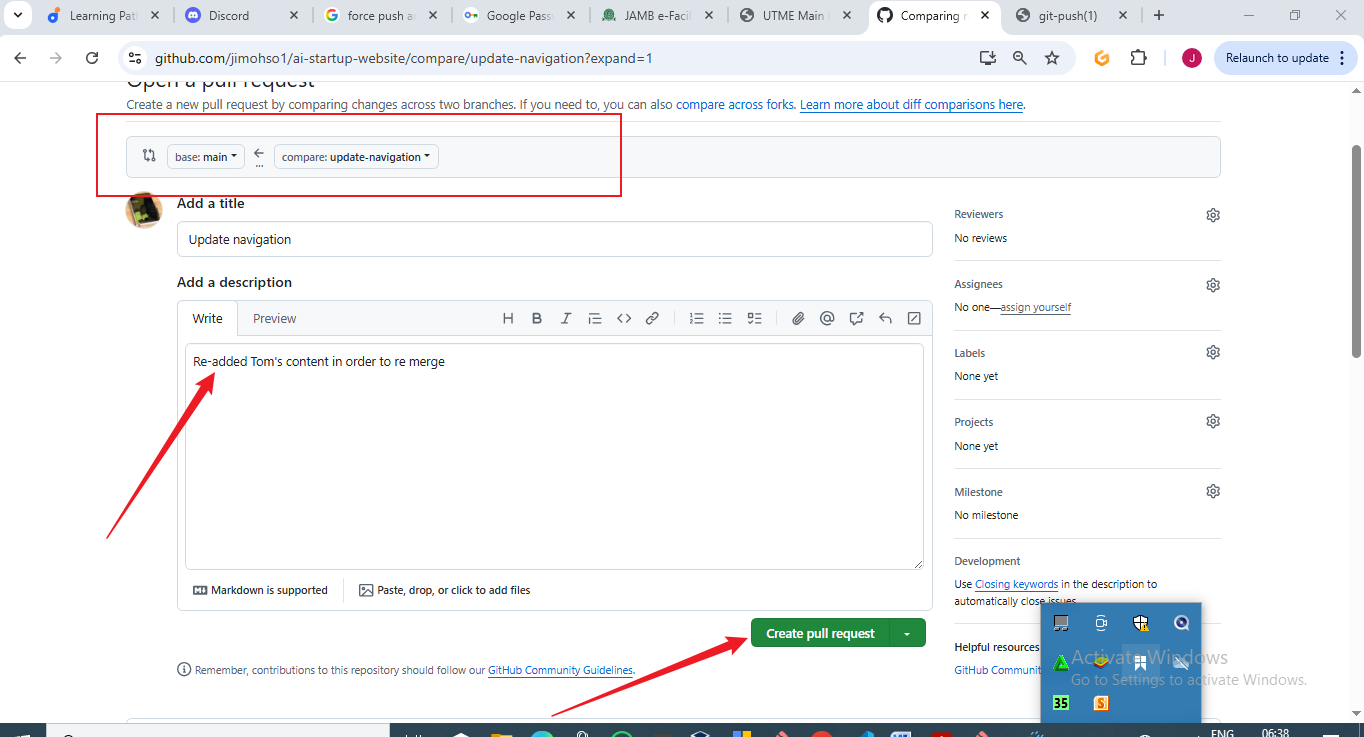 Learning Pat
Discord
force push a
Google Pass
JAMB e-Facil
UTME Main
Comparing
git-push(1)
github.com/jimohso1/ai-startup-website/compare/update-navigation?expand=1
J
Relaunch to update
Open a pull request
Create a new pull request by comparing changes across two branches. If you need to, you can also compare across forks. Learn more about diff comparisons here.
base: main
compare: update-navigation
Add a title
Update navigation
Add a description
Write
Preview
Re-added Tom's content in order to re merge
Markdown is supported
Paste, drop, or click to add files
Create pull request
Remember, contributions to this repository should follow our GitHub Community Guidelines.
Reviewers
No reviews
Assignees
No one—assign yourself
Labels
None yet
Projects
None yet
Milestone
No milestone
Development
Use Closing keywords in the description to
automatically close issues.
Helpful resources
GitHub Communit
Activate Windows
Go to Settings to activate Windows.
35
S
ENG
06:38